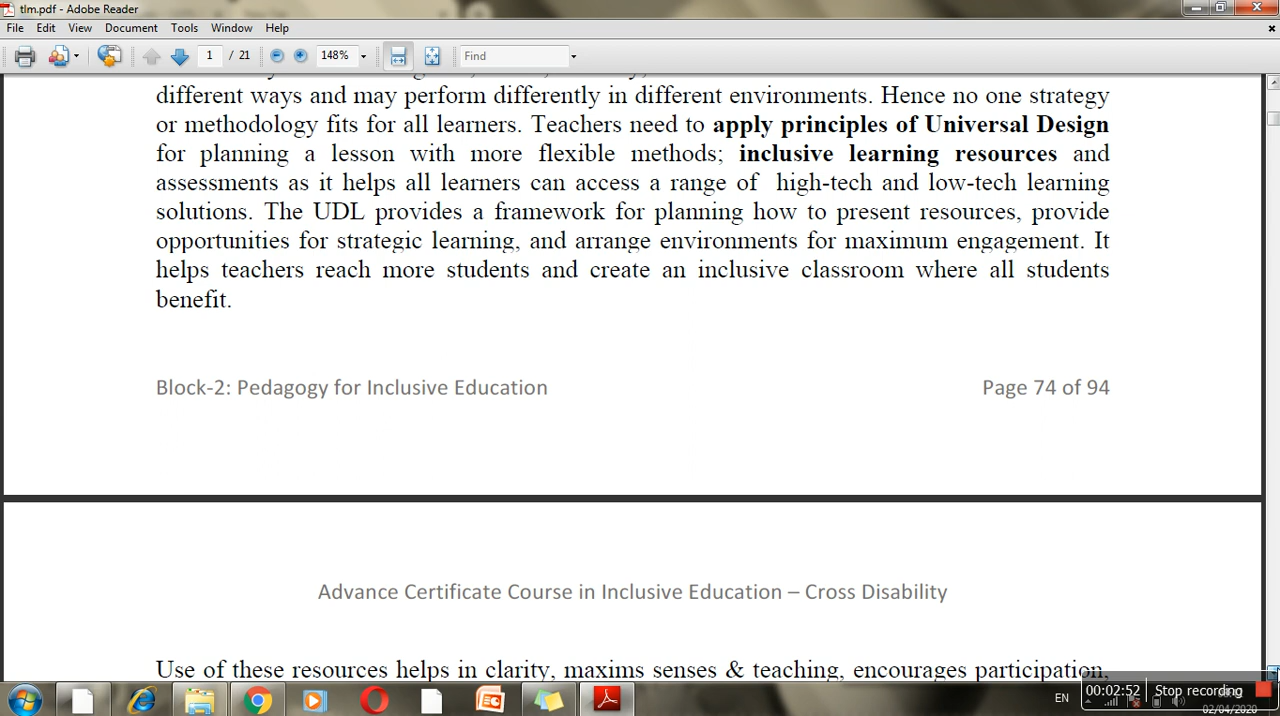 tlm.pdf - Adobe Reader
File Edit View Document Tools Window Help
1 / 21 148% Find
different ways and may perform differently in different environments. Hence no one strategy
or methodology fits for all learners. Teachers need to apply principles of Universal Design
for planning a lesson with more flexible methods; inclusive learning resources and
assessments as it helps all learners can access a range of high-tech and low-tech learning
solutions. The UDL provides a framework for planning how to present resources, provide
opportunities for strategic learning, and arrange environments for maximum engagement. It
helps teachers reach more students and create an inclusive classroom where all students
benefit.
Block-2: Pedagogy for Inclusive Education Page 74 of 94
Advance Certificate Course in Inclusive Education – Cross Disability
Use of these resources helps in clarity, maxims senses & teaching, encourages participation,
EN 00:02:52 Stop recording
02/04/2020